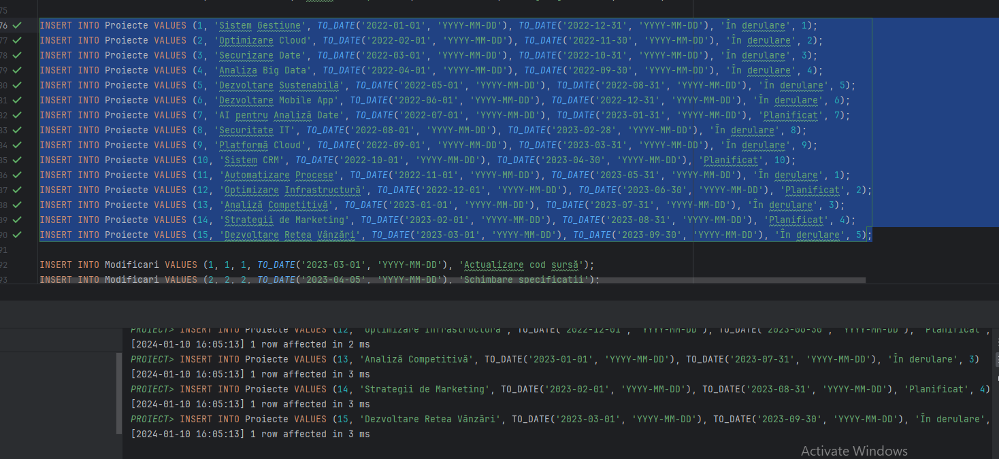 75
76 INSERT INTO Proiecte VALUES (1, 'Sistem Gestiune', TO_DATE('2022-01-01', 'YYYY-MM-DD'), TO_DATE('2022-12-31', 'YYYY-MM-DD'), 'În derulare', 1);
77 INSERT INTO Proiecte VALUES (2, 'Optimizare Cloud', TO_DATE('2022-02-01', 'YYYY-MM-DD'), TO_DATE('2022-11-30', 'YYYY-MM-DD'), 'În derulare', 2);
78 INSERT INTO Proiecte VALUES (3, 'Securizare Date', TO_DATE('2022-03-01', 'YYYY-MM-DD'), TO_DATE('2022-10-31', 'YYYY-MM-DD'), 'În derulare', 3);
79 INSERT INTO Proiecte VALUES (4, 'Analiza Big Data', TO_DATE('2022-04-01', 'YYYY-MM-DD'), TO_DATE('2022-09-30', 'YYYY-MM-DD'), 'În derulare', 4);
80 INSERT INTO Proiecte VALUES (5, 'Dezvoltare Sustenabilă', TO_DATE('2022-05-01', 'YYYY-MM-DD'), TO_DATE('2022-08-31', 'YYYY-MM-DD'), 'În derulare', 5);
81 INSERT INTO Proiecte VALUES (6, 'Dezvoltare Mobile App', TO_DATE('2022-06-01', 'YYYY-MM-DD'), TO_DATE('2022-12-31', 'YYYY-MM-DD'), 'În derulare', 6);
82 INSERT INTO Proiecte VALUES (7, 'AI pentru Analiză Date', TO_DATE('2022-07-01', 'YYYY-MM-DD'), TO_DATE('2023-01-31', 'YYYY-MM-DD'), 'Planificat', 7);
83 INSERT INTO Proiecte VALUES (8, 'Securitate IT', TO_DATE('2022-08-01', 'YYYY-MM-DD'), TO_DATE('2023-02-28', 'YYYY-MM-DD'), 'În derulare', 8);
84 INSERT INTO Proiecte VALUES (9, 'Platformă Cloud', TO_DATE('2022-09-01', 'YYYY-MM-DD'), TO_DATE('2023-03-31', 'YYYY-MM-DD'), 'În derulare', 9);
85 INSERT INTO Proiecte VALUES (10, 'Sistem CRM', TO_DATE('2022-10-01', 'YYYY-MM-DD'), TO_DATE('2023-04-30', 'YYYY-MM-DD'), 'Planificat', 10);
86 INSERT INTO Proiecte VALUES (11, 'Automatizare Procese', TO_DATE('2022-11-01', 'YYYY-MM-DD'), TO_DATE('2023-05-31', 'YYYY-MM-DD'), 'În derulare', 1);
87 INSERT INTO Proiecte VALUES (12, 'Optimizare Infrastructură', TO_DATE('2022-12-01', 'YYYY-MM-DD'), TO_DATE('2023-06-30', 'YYYY-MM-DD'), 'Planificat', 2);
88 INSERT INTO Proiecte VALUES (13, 'Analiză Competitivă', TO_DATE('2023-01-01', 'YYYY-MM-DD'), TO_DATE('2023-07-31', 'YYYY-MM-DD'), 'În derulare', 3);
89 INSERT INTO Proiecte VALUES (14, 'Strategii de Marketing', TO_DATE('2023-02-01', 'YYYY-MM-DD'), TO_DATE('2023-08-31', 'YYYY-MM-DD'), 'Planificat', 4);
90 INSERT INTO Proiecte VALUES (15, 'Dezvoltare Retea Vânzări', TO_DATE('2023-03-01', 'YYYY-MM-DD'), TO_DATE('2023-09-30', 'YYYY-MM-DD'), 'În derulare', 5);
91
92 INSERT INTO Modificari VALUES (1, 1, 1, TO_DATE('2023-03-01', 'YYYY-MM-DD'), 'Actualizare cod sursă');
93 INSERT INTO Modificari VALUES (2, 2, 2, TO_DATE('2023-04-05', 'YYYY-MM-DD'), 'Schimbare specificatii');
PROIECT> INSERT INTO Proiecte VALUES (12, 'Optimizare Infrastructură', TO_DATE('2022-12-01', 'YYYY-MM-DD'), TO_DATE('2023-06-30', 'YYYY-MM-DD'), 'Planificat',
[2024-01-10 16:05:13] 1 row affected in 2 ms
PROIECT> INSERT INTO Proiecte VALUES (13, 'Analiză Competitivă', TO_DATE('2023-01-01', 'YYYY-MM-DD'), TO_DATE('2023-07-31', 'YYYY-MM-DD'), 'În derulare', 3)
[2024-01-10 16:05:13] 1 row affected in 3 ms
PROIECT> INSERT INTO Proiecte VALUES (14, 'Strategii de Marketing', TO_DATE('2023-02-01', 'YYYY-MM-DD'), TO_DATE('2023-08-31', 'YYYY-MM-DD'), 'Planificat', 4)
[2024-01-10 16:05:13] 1 row affected in 3 ms
PROIECT> INSERT INTO Proiecte VALUES (15, 'Dezvoltare Retea Vânzări', TO_DATE('2023-03-01', 'YYYY-MM-DD'), TO_DATE('2023-09-30', 'YYYY-MM-DD'), 'În derulare',
[2024-01-10 16:05:13] 1 row affected in 3 ms
Activate Windows